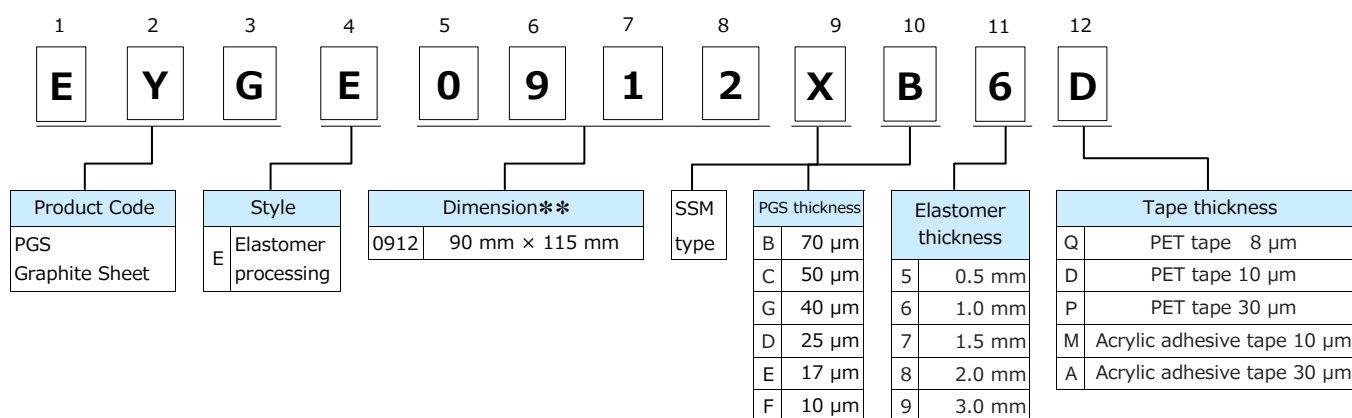 1 2 3 4 5 6 7 8 9 10 11 12
E Y G E 0 9 1 2 X B 6 D
Product Code
PGS
Graphite Sheet
Style
E Elastomer
processing
Dimension✻✻
0912 90 mm × 115 mm
SSM
type
PGS thickness
B 70 µm
C 50 µm
G 40 µm
D 25 µm
E 17 µm
F 10 µm
Elastomer
thickness
5 0.5 mm
6 1.0 mm
7 1.5 mm
8 2.0 mm
9 3.0 mm
Tape thickness
Q PET tape 8 µm
D PET tape 10 µm
P PET tape 30 µm
M Acrylic adhesive tape 10 µm
A Acrylic adhesive tape 30 µm